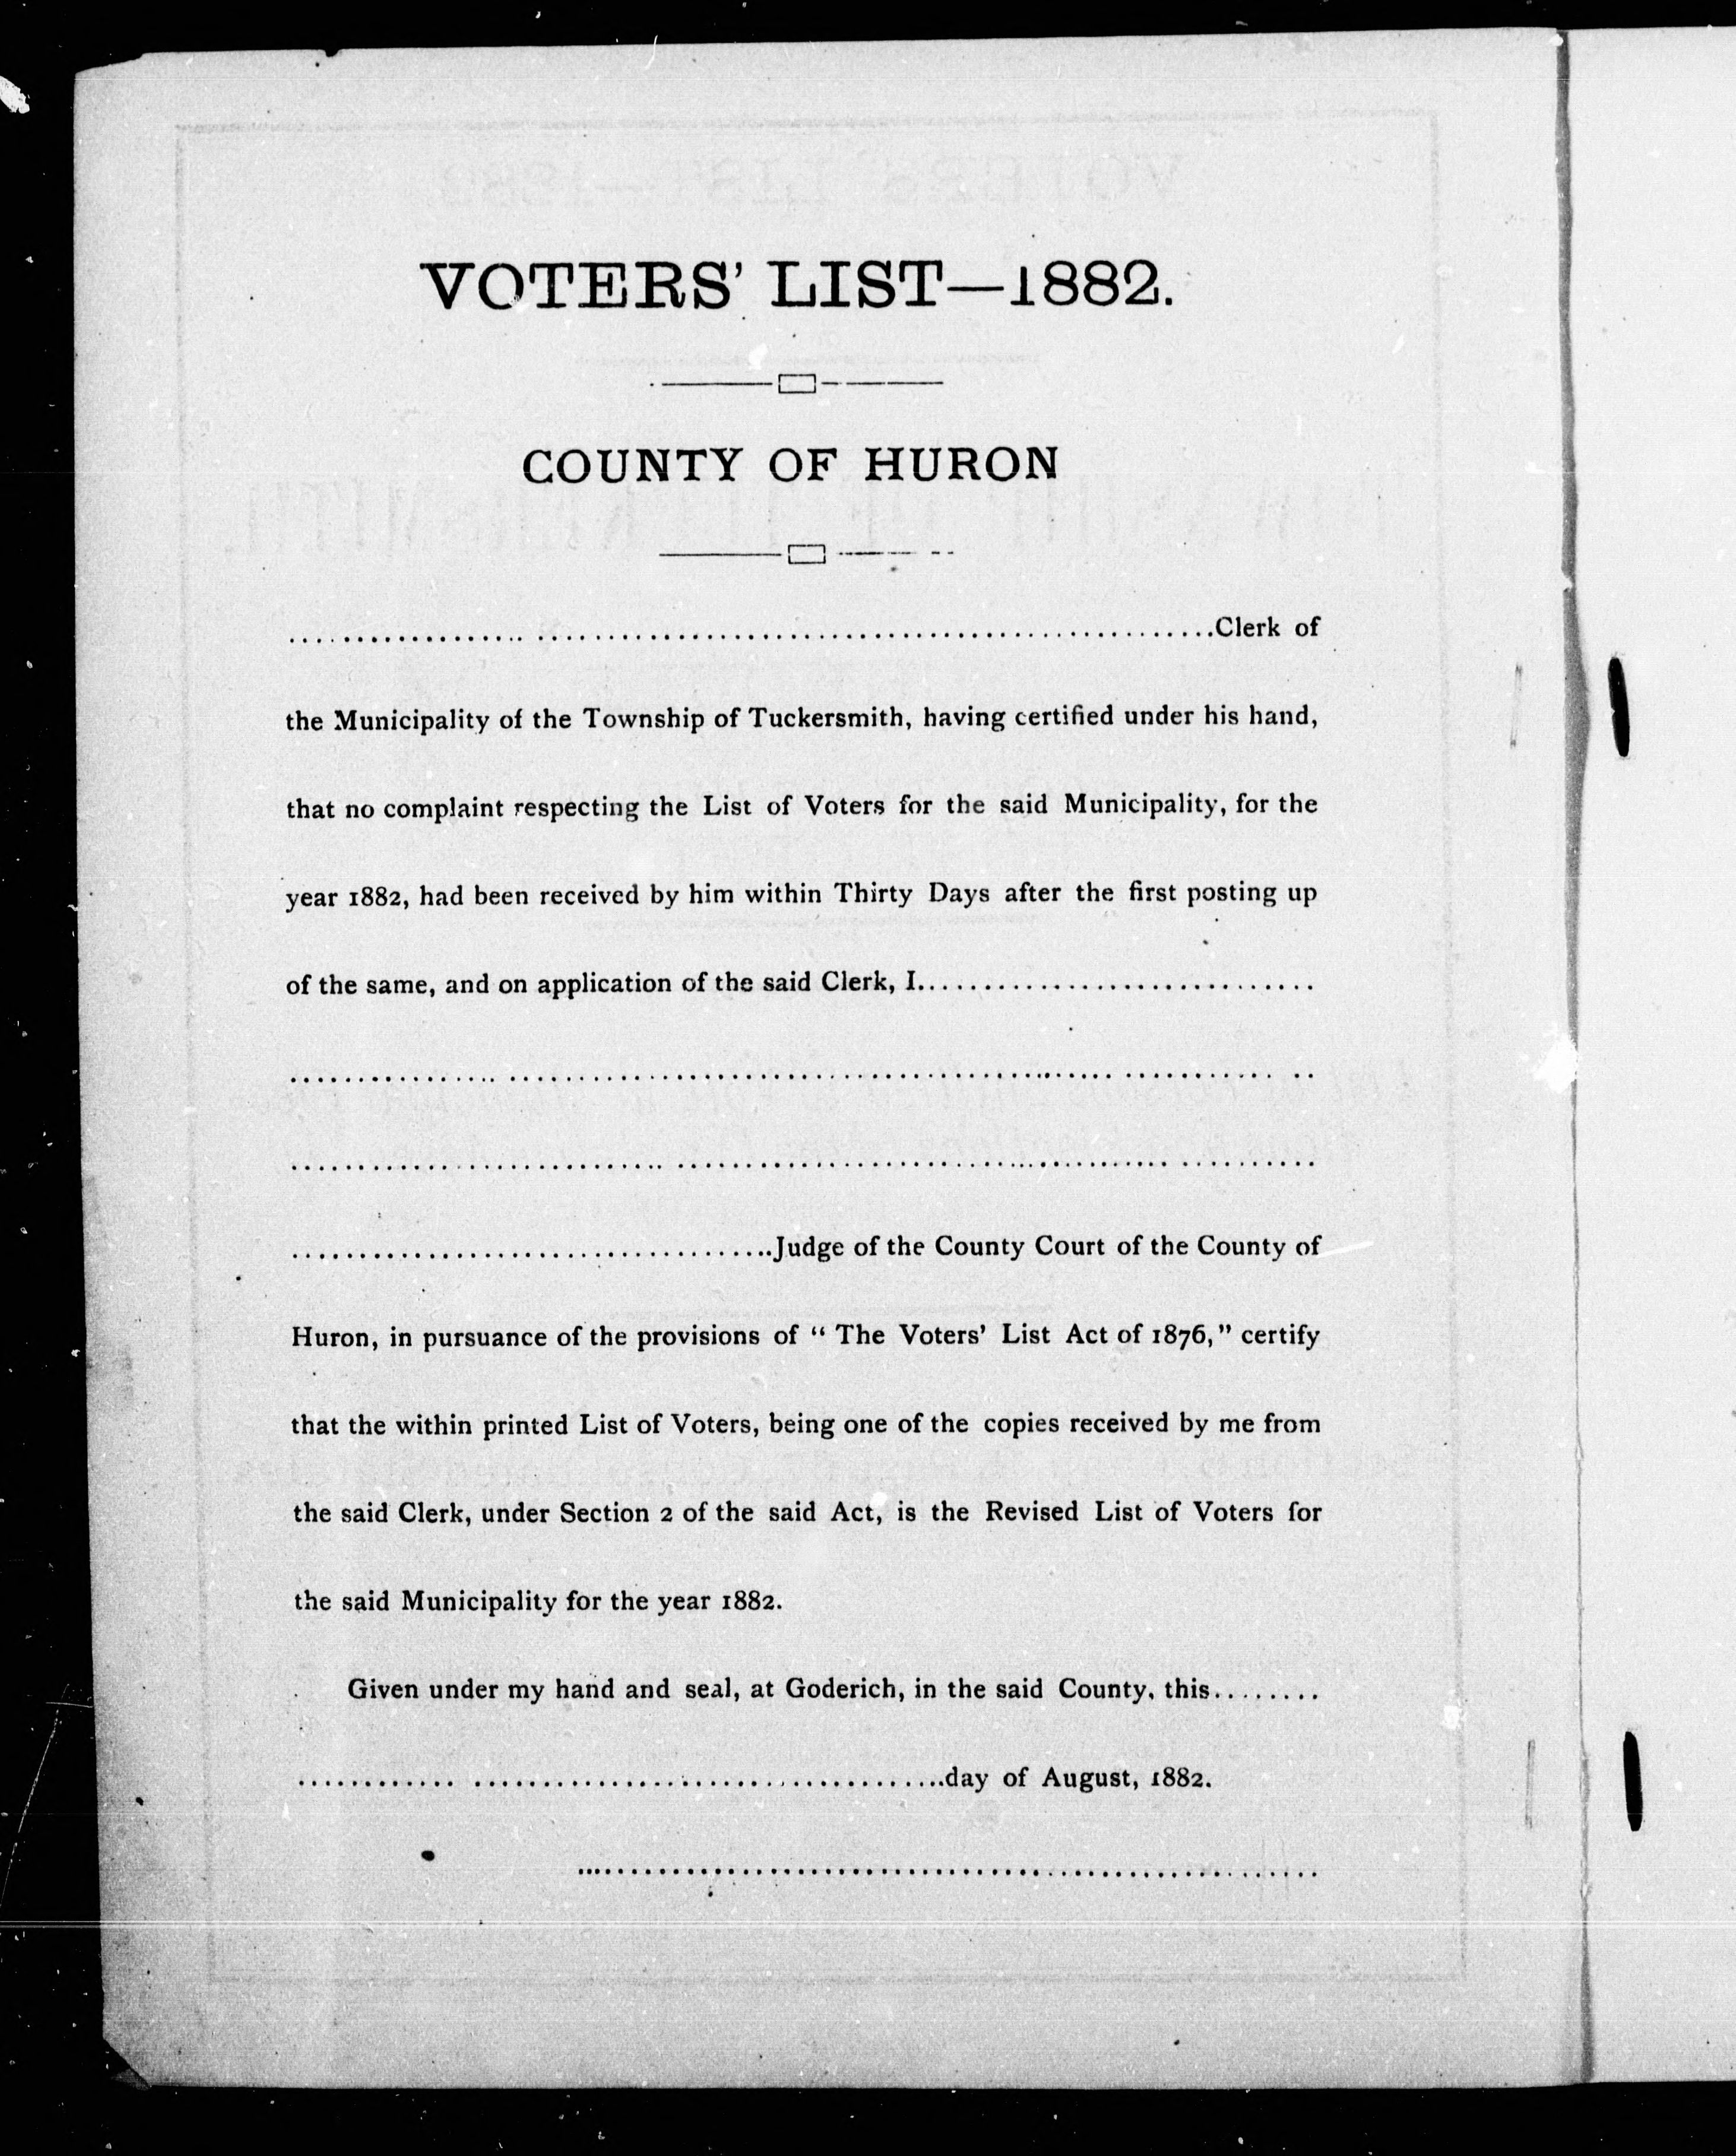 VOTERS' LIST—1882.
COUNTY OF HURON
................................................................Clerk of
the Municipality of the Township of Tuckersmith, having certified under his hand,
that no complaint respecting the List of Voters for the said Municipality, for the
year 1882, had been received by him within Thirty Days after the first posting up
of the same, and on application of the said Clerk, I..............................
................................................................................
................................................................................
....................................Judge of the County Court of the County of
Huron, in pursuance of the provisions of “ The Voters' List Act of 1876,” certify
that the within printed List of Voters, being one of the copies received by me from
the said Clerk, under Section 2 of the said Act, is the Revised List of Voters for
the said Municipality for the year 1882.
Given under my hand and seal, at Goderich, in the said County, this........
................................................day of August, 1882.
........................................................